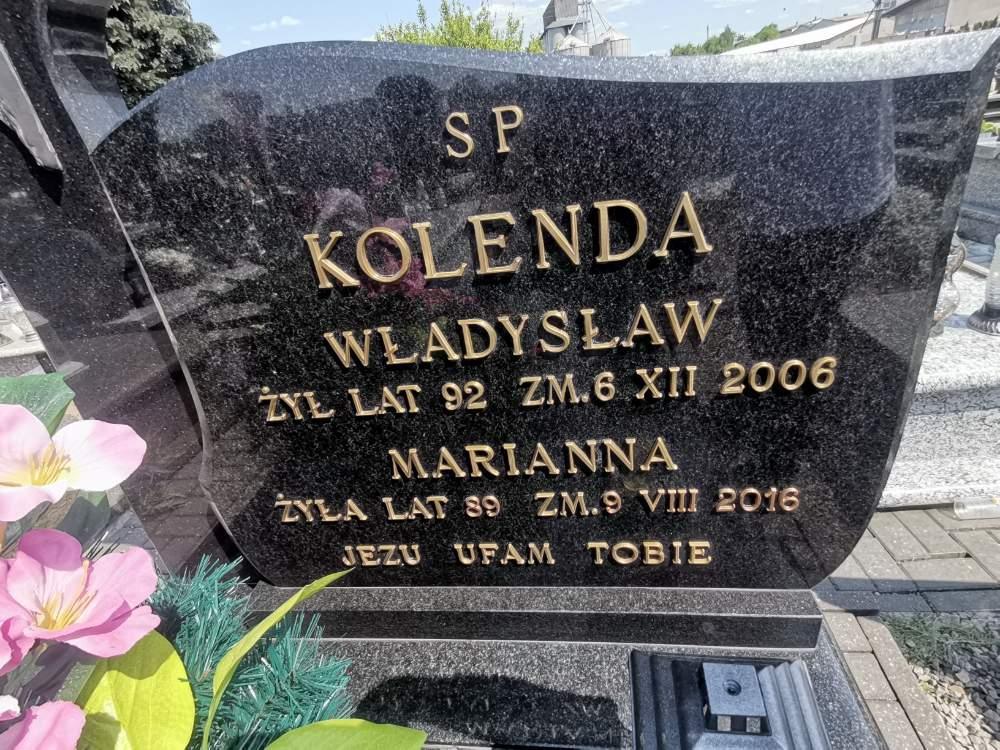 S P
KOLENDA
WŁADYSŁAW
ŻYŁ LAT 92 ZM. 6 XII 2006
MARIANNA
ŻYŁA LAT 89 ZM. 9 VIII 2016
JEZU UFAM TOBIE